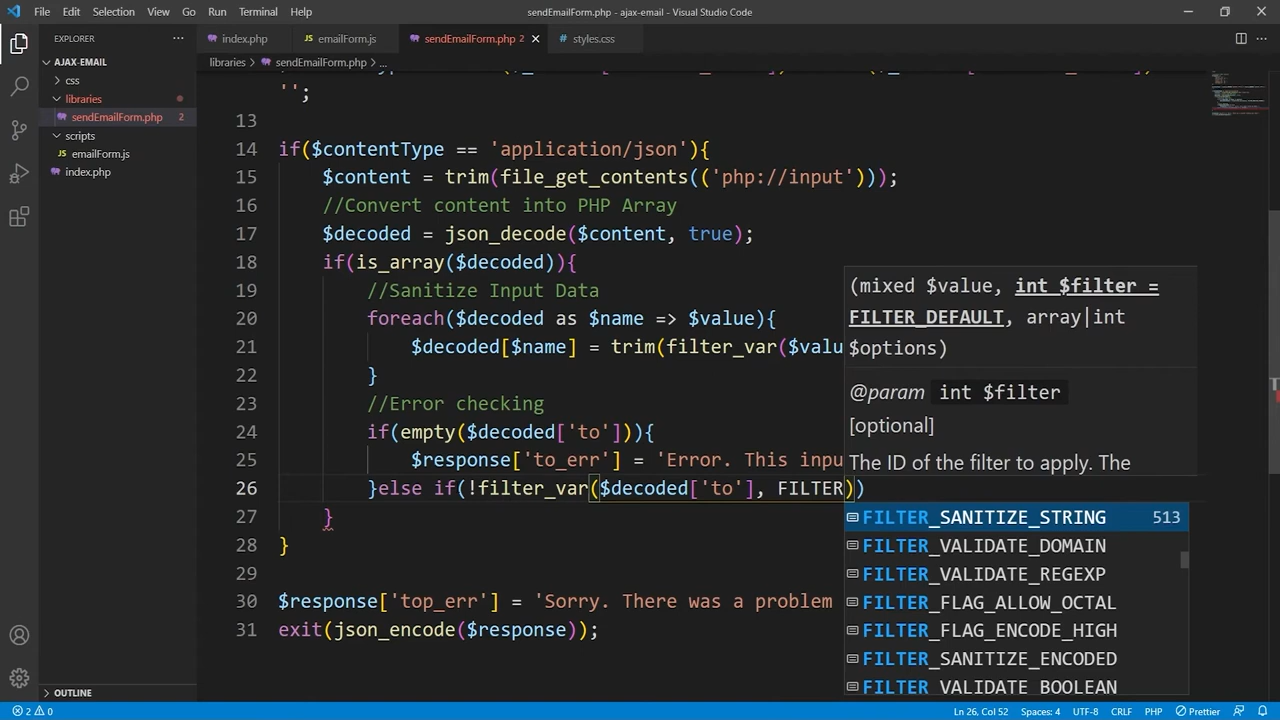 File Edit Selection View Go Run Terminal Help
sendEmailForm.php - ajax-email - Visual Studio Code
EXPLORER ...
index.php
emailForm.js
sendEmailForm.php 2
styles.css
AJAX-EMAIL
css
libraries
sendEmailForm.php 2
scripts
emailForm.js
index.php
OUTLINE
libraries > sendEmailForm.php > ...
'';
13
14 if($contentType == 'application/json'){
15 $content = trim(file_get_contents(('php://input')));
16 //Convert content into PHP Array
17 $decoded = json_decode($content, true);
18 if(is_array($decoded)){
19 //Sanitize Input Data
20 foreach($decoded as $name => $value){
21 $decoded[$name] = trim(filter_var($valu
22 }
23 //Error checking
24 if(empty($decoded['to'])){
25 $response['to_err'] = 'Error. This inpu
26 }else if(!filter_var($decoded['to'], FILTER))
27 }
28 }
29
30 $response['top_err'] = 'Sorry. There was a problem
31 exit(json_encode($response));
(mixed $value, int $filter =
FILTER_DEFAULT, array|int
$options)
@param int $filter
[optional]
The ID of the filter to apply. The
FILTER_SANITIZE_STRING 513
FILTER_VALIDATE_DOMAIN
FILTER_VALIDATE_REGEXP
FILTER_FLAG_ALLOW_OCTAL
FILTER_FLAG_ENCODE_HIGH
FILTER_SANITIZE_ENCODED
FILTER_VALIDATE_BOOLEAN
2 0
Ln 26, Col 52 Spaces: 4 UTF-8 CRLF PHP Prettier